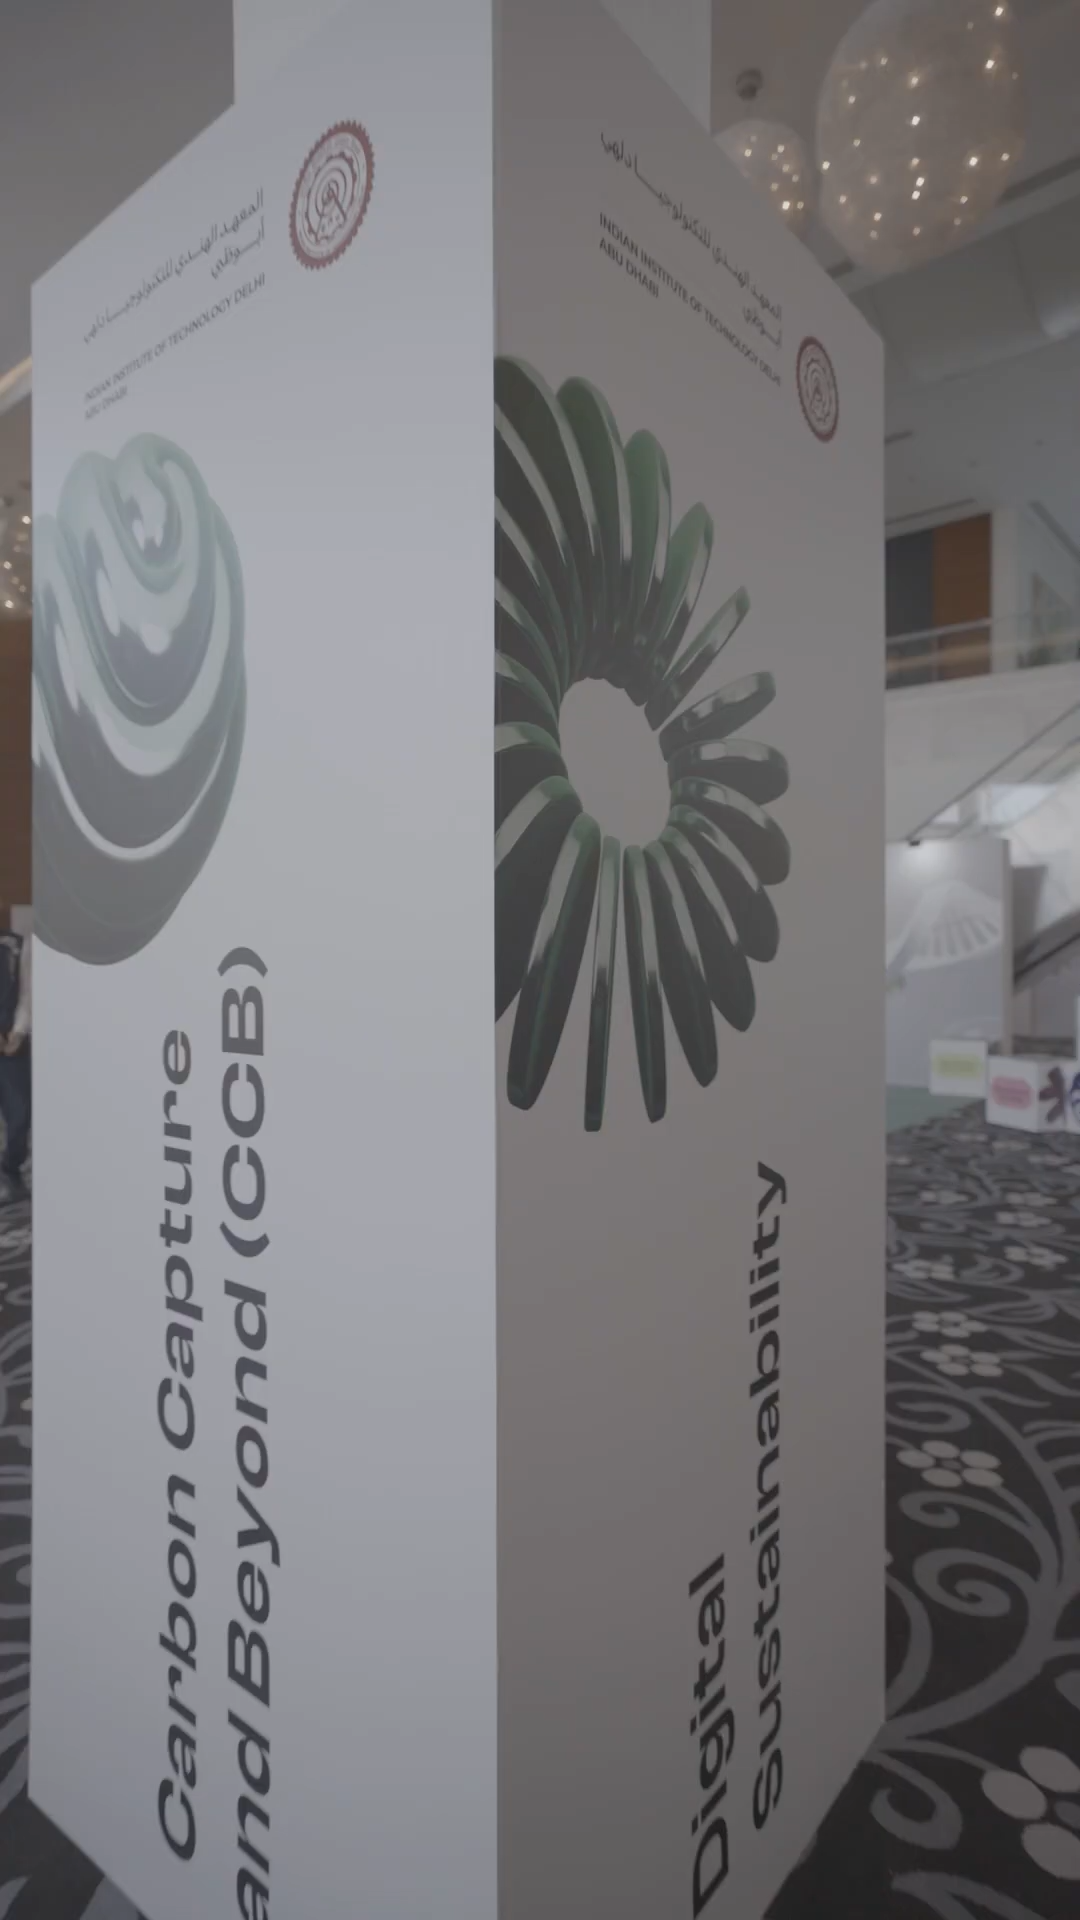 المعهد الهندي للتكنولوجيا دلهي
أبوظبي
INDIAN INSTITUTE OF TECHNOLOGY DELHI
ABU DHABI
Carbon Capture
and Beyond (CCB)
المعهد الهندي للتكنولوجيا دلهي
أبوظبي
INDIAN INSTITUTE OF TECHNOLOGY DELHI
ABU DHABI
Digital
Sustainability